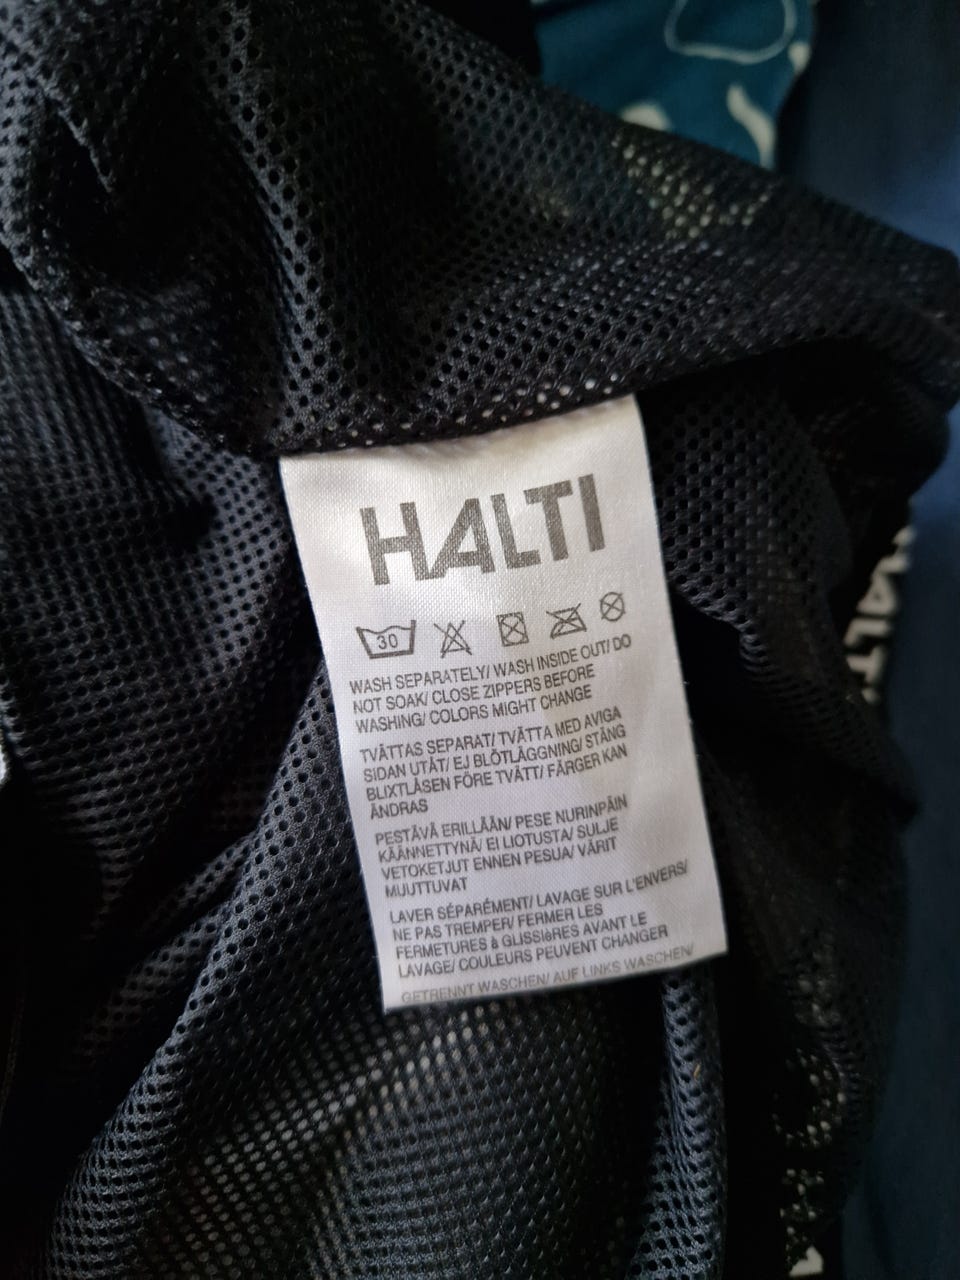 HALTI
30
WASH SEPARATELY/ WASH INSIDE OUT/ DO
NOT SOAK/ CLOSE ZIPPERS BEFORE
WASHING/ COLORS MIGHT CHANGE
TVÄTTAS SEPARAT/ TVÄTTA MED AVIGA
SIDAN UTÅT/ EJ BLÖTLÄGGNING/ STÄNG
BLIXTLÅSEN FÖRE TVÄTT/ FÄRGER KAN
ÄNDRAS
PESTÄVÄ ERILLÄÄN/ PESE NURINPÄIN
KÄÄNNETTYNÄ/ EI LIOTUSTA/ SULJE
VETOKETJUT ENNEN PESUA/ VÄRIT
MUUTTUVAT
LAVER SÉPARÉMENT/ LAVAGE SUR L'ENVERS/
NE PAS TREMPER/ FERMER LES
FERMETURES à GLISSIèRES AVANT LE
LAVAGE/ COULEURS PEUVENT CHANGER
GETRENNT WASCHEN/ AUF LINKS WASCHEN/
HALTI